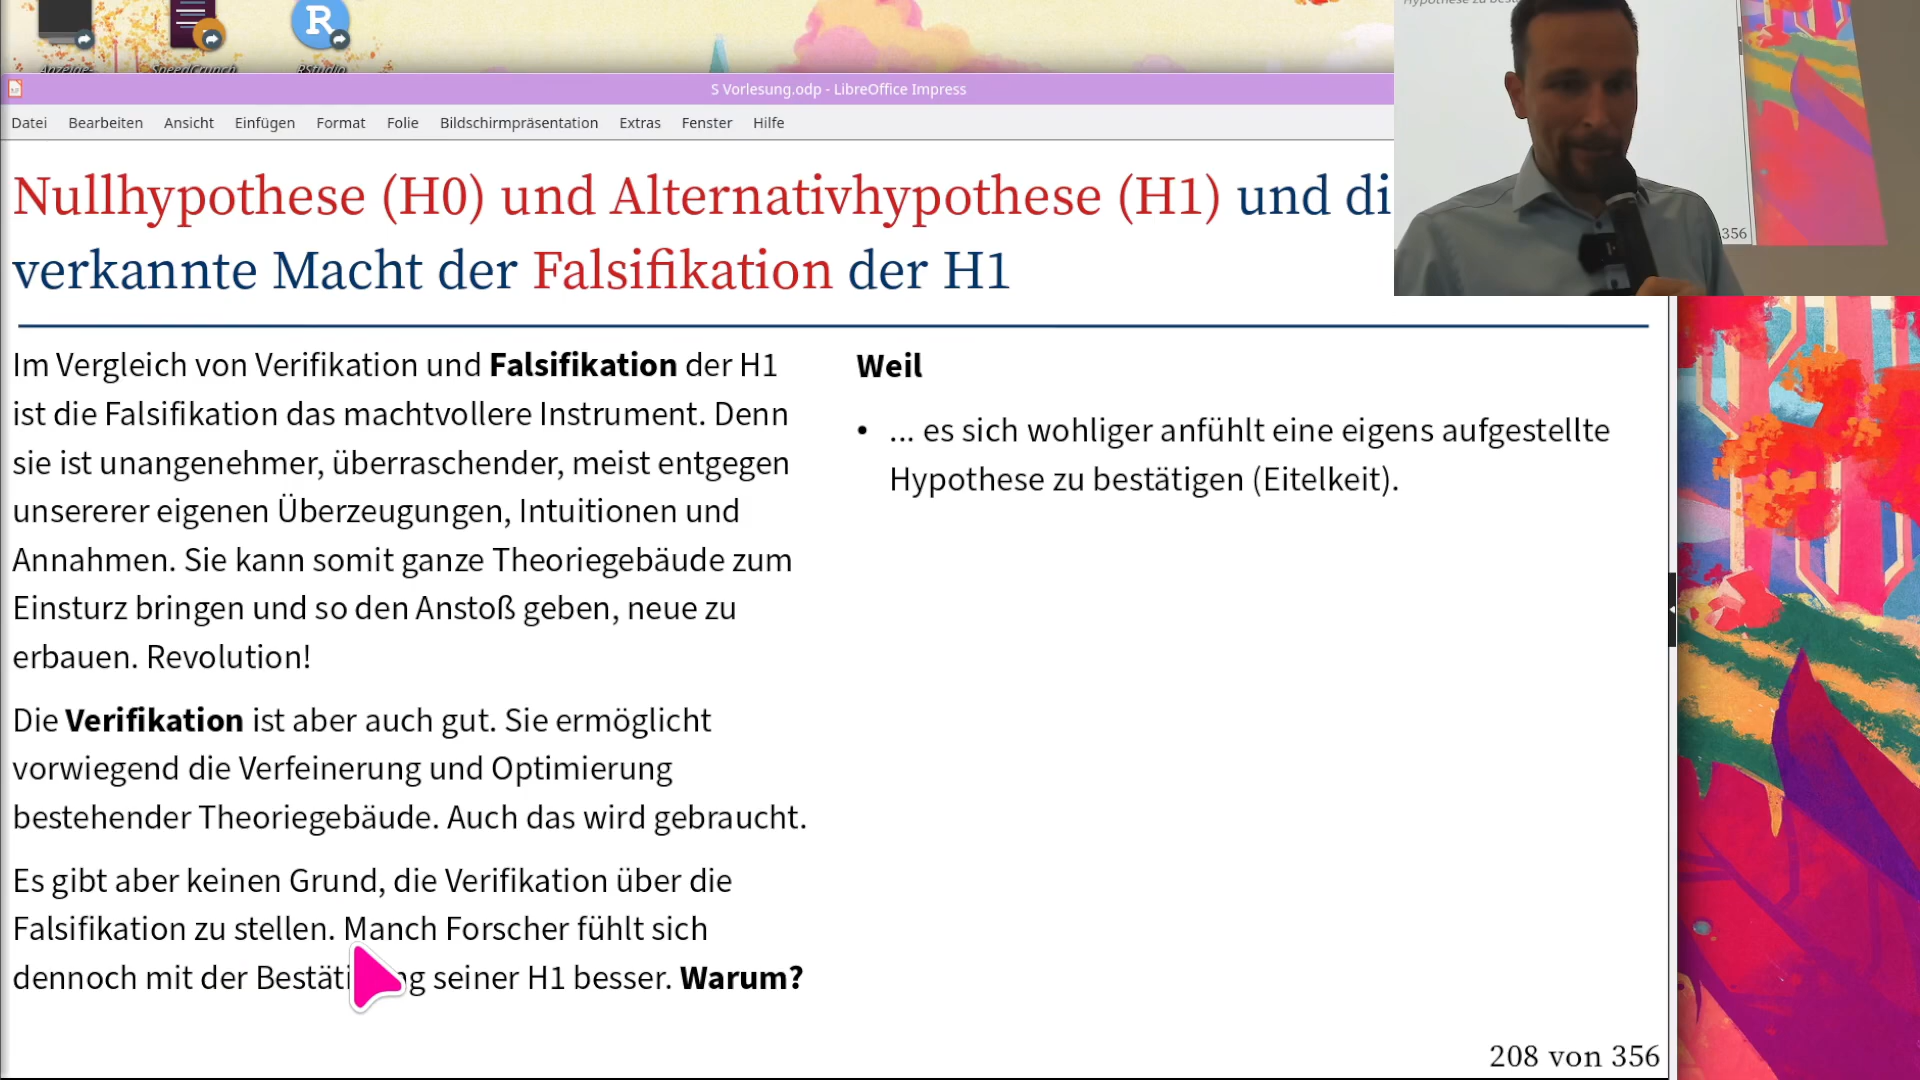 Anzeige-
SpeedCrunch
RStudio
S Vorlesung.odp - LibreOffice Impress
Datei Bearbeiten Ansicht Einfügen Format Folie Bildschirmpräsentation Extras Fenster Hilfe
Nullhypothese (H0) und Alternativhypothese (H1) und di
verkannte Macht der Falsifikation der H1
Im Vergleich von Verifikation und Falsifikation der H1
ist die Falsifikation das machtvollere Instrument. Denn
sie ist unangenehmer, überraschender, meist entgegen
unsererer eigenen Überzeugungen, Intuitionen und
Annahmen. Sie kann somit ganze Theoriegebäude zum
Einsturz bringen und so den Anstoß geben, neue zu
erbauen. Revolution!
Die Verifikation ist aber auch gut. Sie ermöglicht
vorwiegend die Verfeinerung und Optimierung
bestehender Theoriegebäude. Auch das wird gebraucht.
Es gibt aber keinen Grund, die Verifikation über die
Falsifikation zu stellen. Manch Forscher fühlt sich
dennoch mit der Bestäti ng seiner H1 besser. Warum?
Weil
• ... es sich wohliger anfühlt eine eigens aufgestellte
Hypothese zu bestätigen (Eitelkeit).
208 von 356
Hypothese zu
356